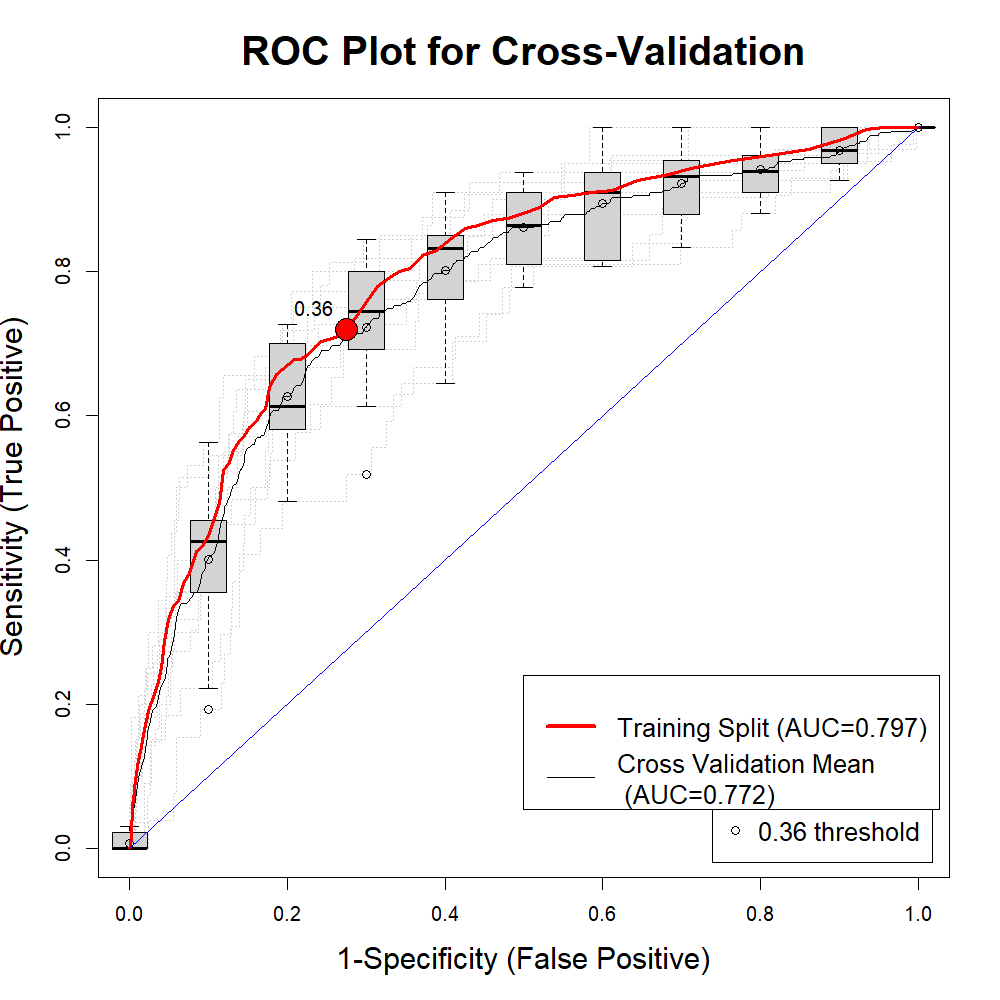 ROC Plot for Cross-Validation
Sensitivity (True Positive)
1.0
0.8
0.6
0.4
0.2
0.0
0.36
Training Split (AUC=0.797)
Cross Validation Mean
(AUC=0.772)
0.36 threshold
0.0 0.2 0.4 0.6 0.8 1.0
1-Specificity (False Positive)